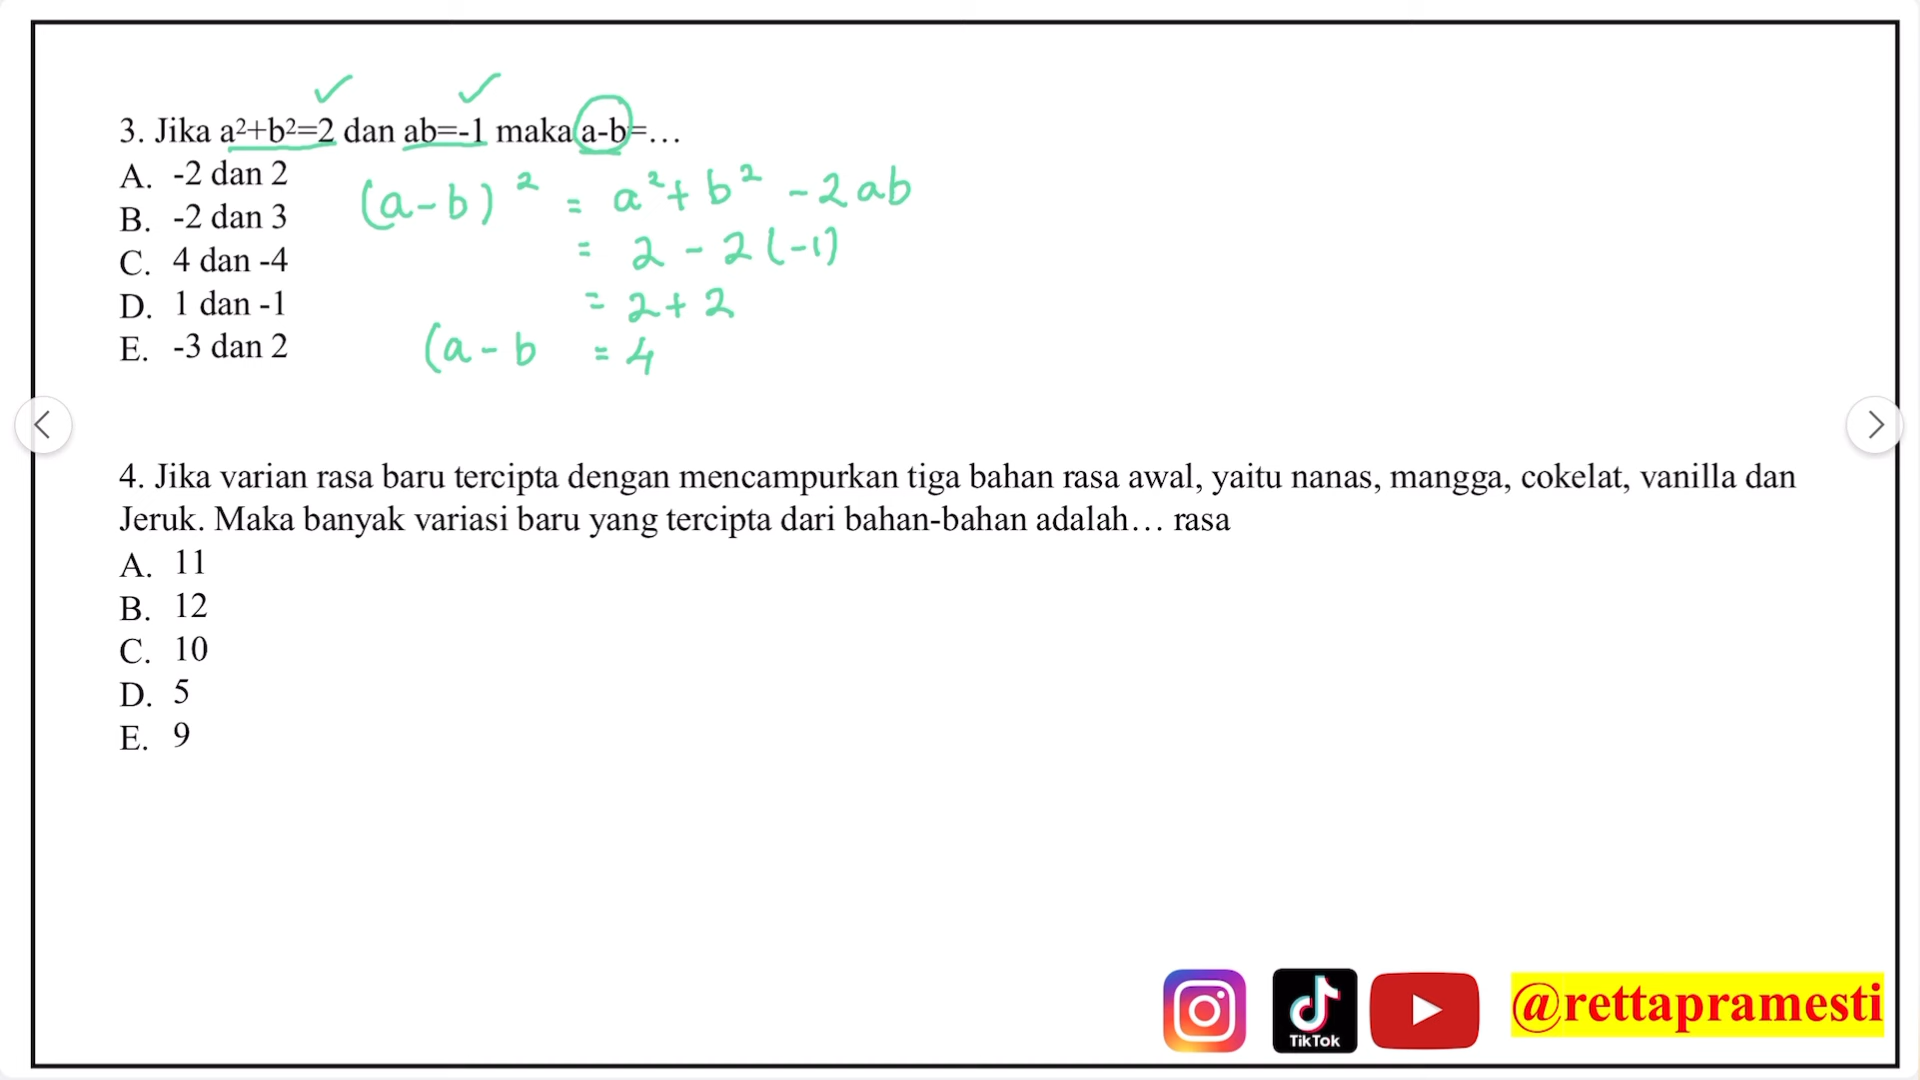 3. Jika a²+b²=2 dan ab=-1 maka a-b=…
A. -2 dan 2
B. -2 dan 3
C. 4 dan -4
D. 1 dan -1
E. -3 dan 2
(a-b)² = a² + b² - 2ab
= 2 - 2(-1)
= 2 + 2
(a - b = 4
4. Jika varian rasa baru tercipta dengan mencampurkan tiga bahan rasa awal, yaitu nanas, mangga, cokelat, vanilla dan
Jeruk. Maka banyak variasi baru yang tercipta dari bahan-bahan adalah… rasa
A. 11
B. 12
C. 10
D. 5
E. 9
TikTok
@rettapramesti